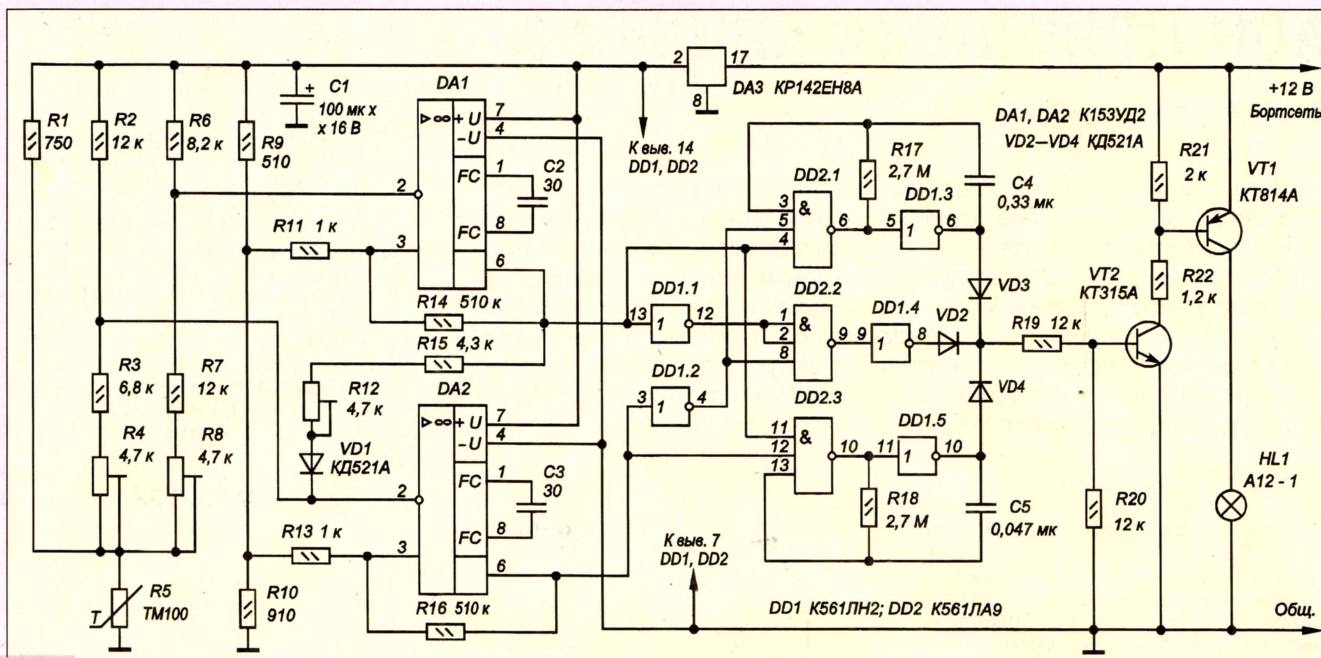 R1
750
R2
12 к
R6
8,2 к
R9
510
+
C1
100 мк х
х 16 В
R11 1 к
R3
6,8 к
R4
4,7 к
R7
12 к
R8
4,7 к
T
R5
ТМ100
R10
910
DA1
▷∞
+U
-U
7
4
2
FC
1
C2
30
FC
8
3
6
R14 510 к
R15 4,3 к
R12
4,7 к
VD1
КД521А
DA2
▷∞
+U
-U
7
4
2
FC
1
C3
30
FC
8
3
6
R13 1 к
R16 510 к
2
17
8
DA3 КР142ЕН8А
К выв. 14
DD1, DD2
DD1.1
13
1
12
DD1.2
3
1
4
DD2.1
3
5
4
&
6
R17
2,7 М
DD1.3
5
1
6
C4
0,33 мк
VD3
DD2.2
1
2
8
&
9
DD1.4
9
1
8
VD2
VD4
DD2.3
11
12
13
&
10
DD1.5
11
1
10
R18
2,7 М
C5
0,047 мк
К выв. 7
DD1, DD2
DD1 К561ЛН2; DD2 К561ЛА9
DA1, DA2 К153УД2
VD2—VD4 КД521А
+12 В
Бортсеть
R21
2 к
VT1
КТ814А
VT2
КТ315А
R22
1,2 к
R19 12 к
R20
12 к
HL1
А12 - 1
Общ.